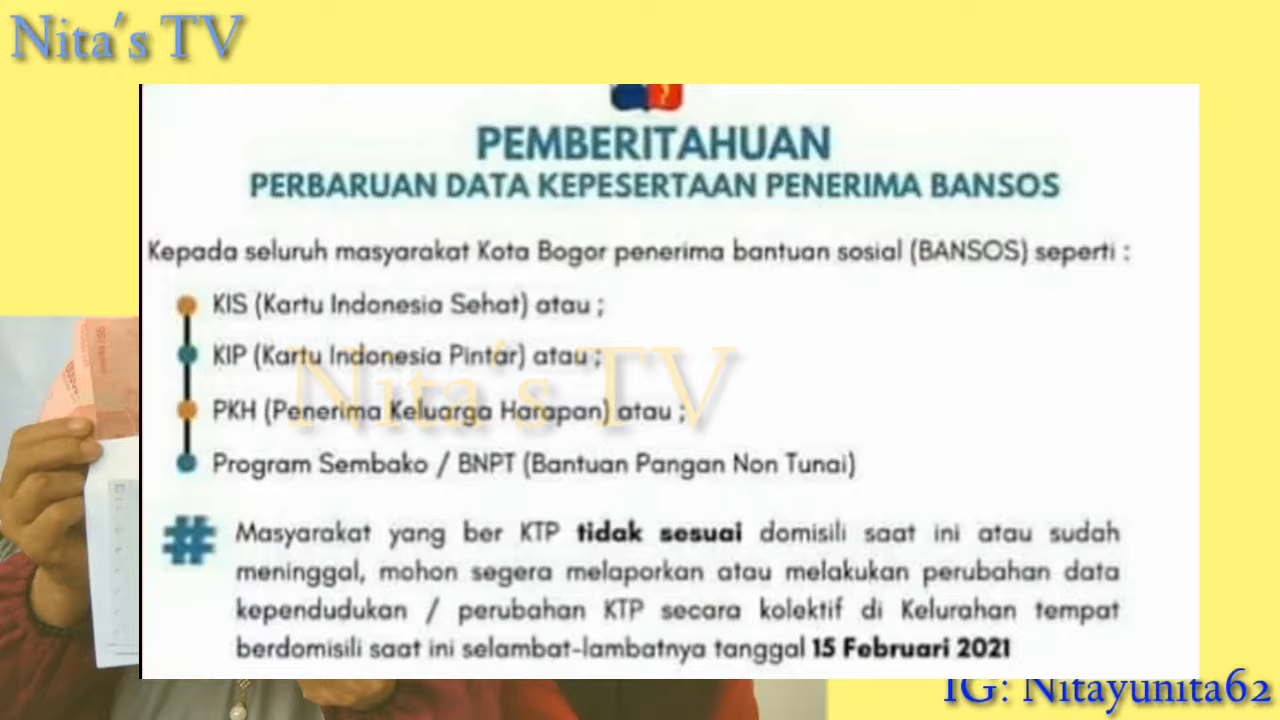 Nita's TV
PEMBERITAHUAN
PERBARUAN DATA KEPESERTAAN PENERIMA BANSOS
Kepada seluruh masyarakat Kota Bogor penerima bantuan sosial (BANSOS) seperti :
KIS (Kartu Indonesia Sehat) atau ;
KIP (Kartu Indonesia Pintar) atau ;
Nita's TV
PKH (Penerima Keluarga Harapan) atau ;
Program Sembako / BNPT (Bantuan Pangan Non Tunai)
# Masyarakat yang ber KTP tidak sesuai domisili saat ini atau sudah
meninggal, mohon segera melaporkan atau melakukan perubahan data
kependudukan / perubahan KTP secara kolektif di Kelurahan tempat
berdomisili saat ini selambat-lambatnya tanggal 15 Februari 2021
IG: Nitayunita62